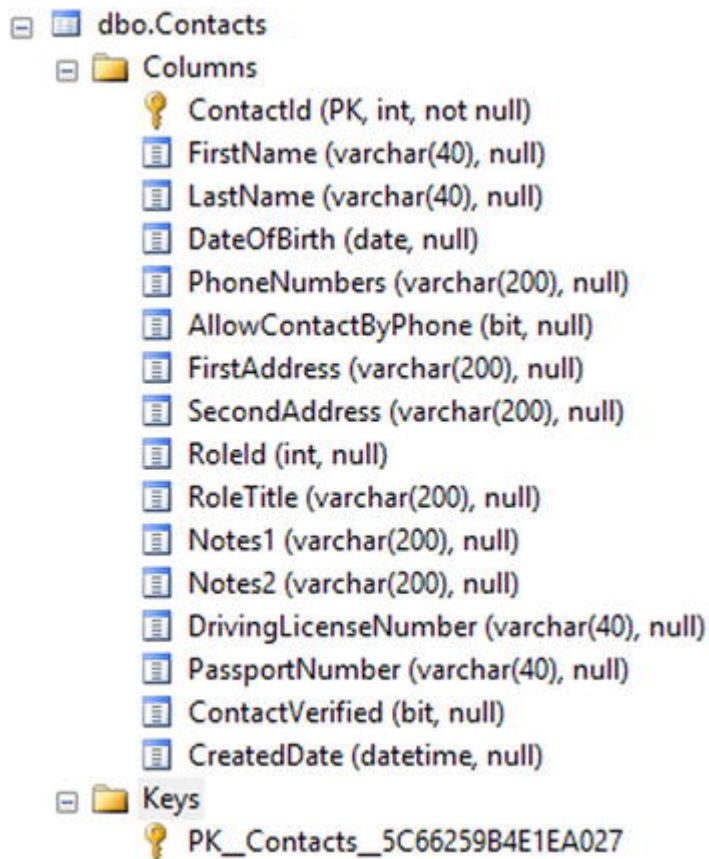 dbo.Contacts
Columns
ContactId (PK, int, not null)
FirstName (varchar(40), null)
LastName (varchar(40), null)
DateOfBirth (date, null)
PhoneNumbers (varchar(200), null)
AllowContactByPhone (bit, null)
FirstAddress (varchar(200), null)
SecondAddress (varchar(200), null)
RoleId (int, null)
RoleTitle (varchar(200), null)
Notes1 (varchar(200), null)
Notes2 (varchar(200), null)
DrivingLicenseNumber (varchar(40), null)
PassportNumber (varchar(40), null)
ContactVerified (bit, null)
CreatedDate (datetime, null)
Keys
PK__Contacts__5C66259B4E1EA027